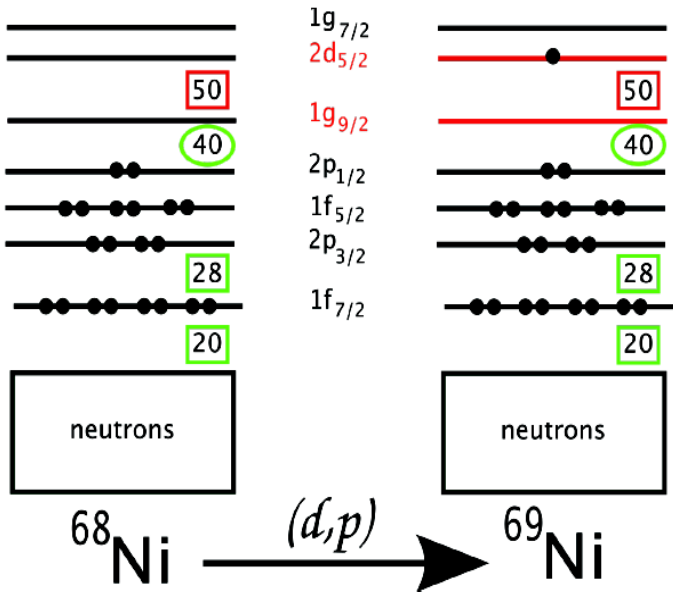 1g7/2
2d5/2
50 50
1g9/2
40 40
2p1/2
1f5/2
2p3/2
28 28
1f7/2
20 20
neutrons neutrons
68Ni (d,p) 69Ni